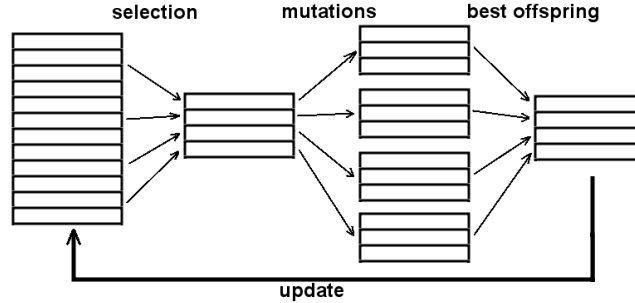 selection
mutations
best offspring
update